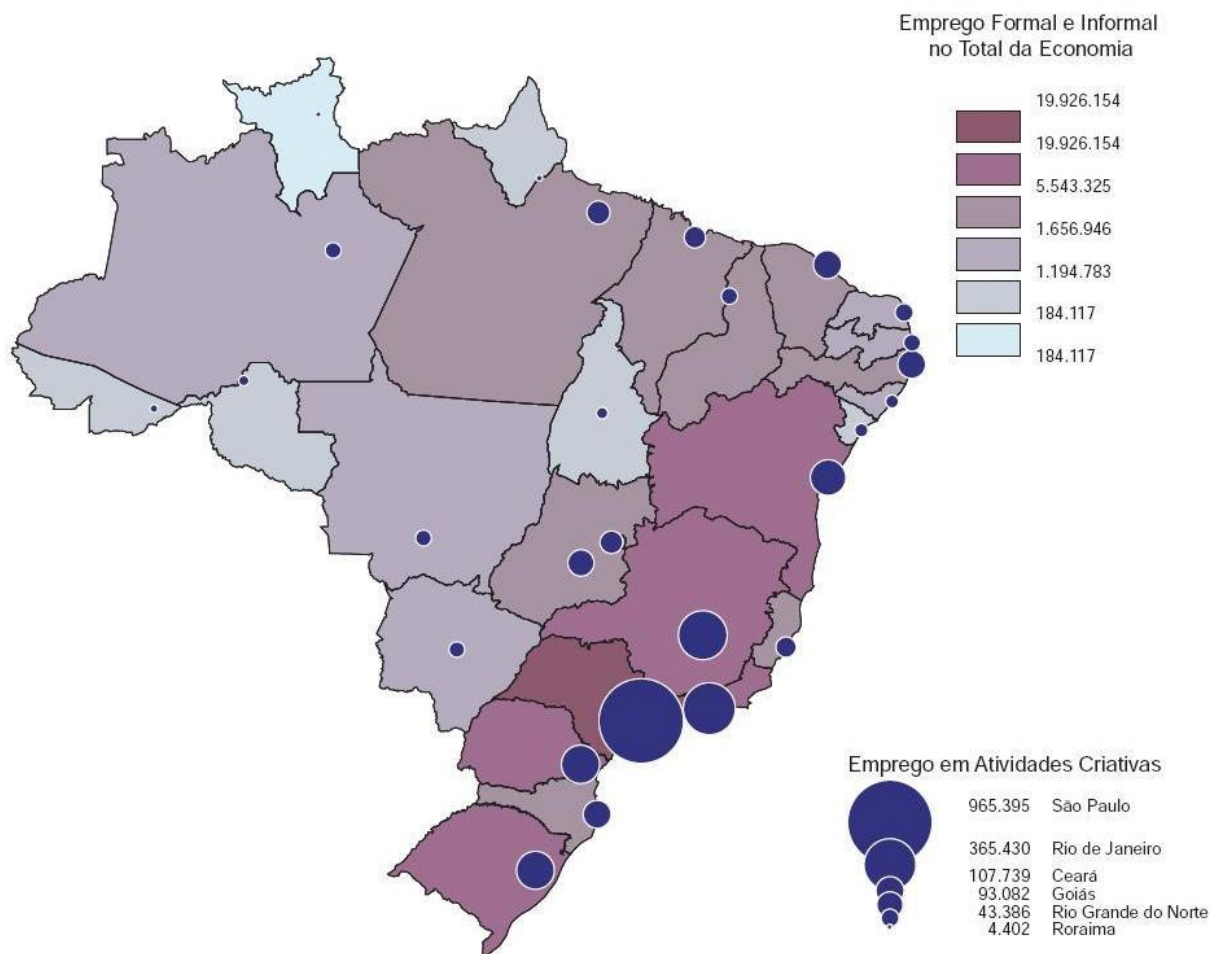 Emprego Formal e Informal
no Total da Economia
19.926.154
19.926.154
5.543.325
1.656.946
1.194.783
184.117
184.117
Emprego em Atividades Criativas
965.395 São Paulo
365.430 Rio de Janeiro
107.739 Ceará
93.082 Goiás
43.386 Rio Grande do Norte
4.402 Roraima